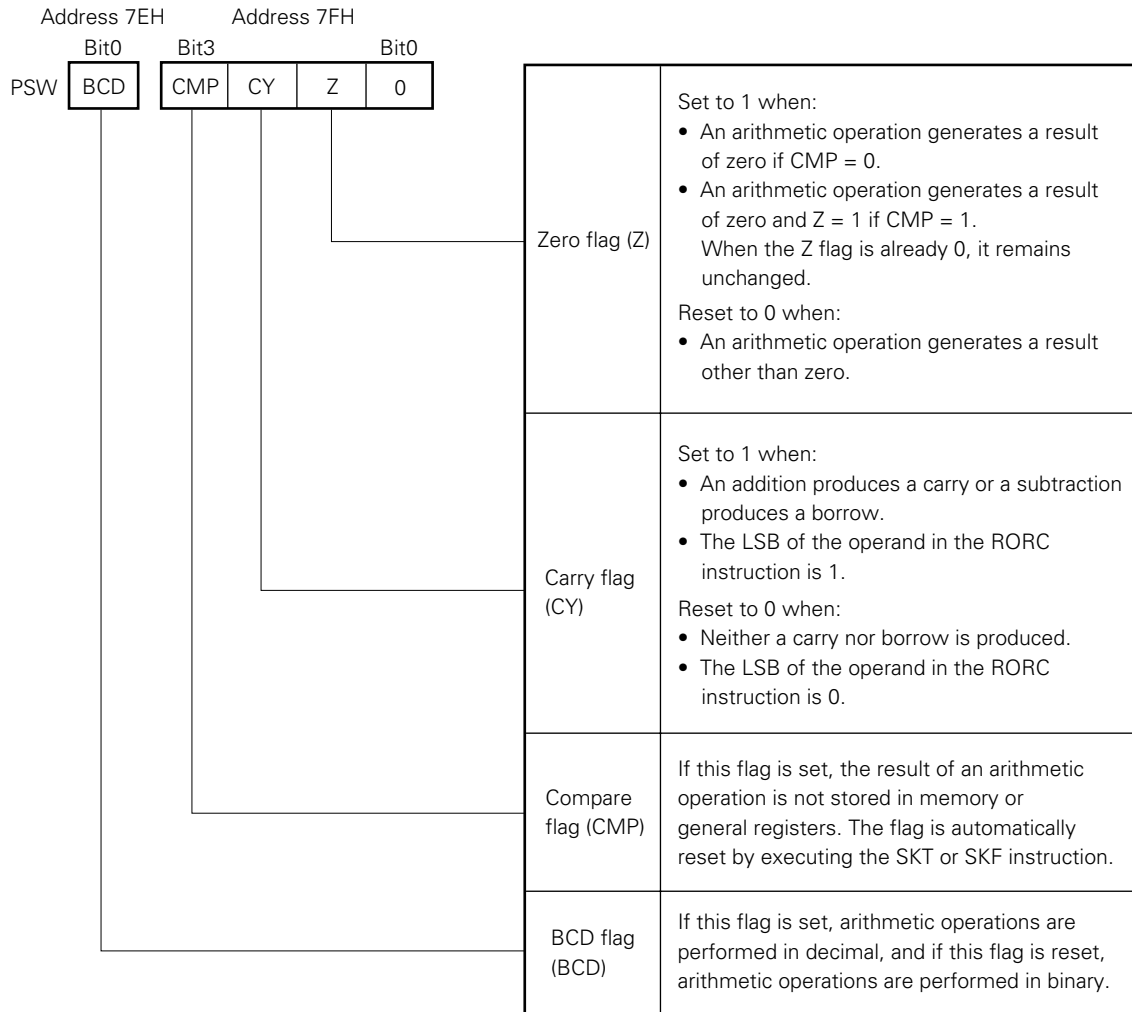 Address 7EH Address 7FH
Bit0 Bit3 Bit0
PSW BCD CMP CY Z 0
Zero flag (Z)
Set to 1 when:
• An arithmetic operation generates a result
of zero if CMP = 0.
• An arithmetic operation generates a result
of zero and Z = 1 if CMP = 1.
When the Z flag is already 0, it remains
unchanged.
Reset to 0 when:
• An arithmetic operation generates a result
other than zero.
Carry flag
(CY)
Set to 1 when:
• An addition produces a carry or a subtraction
produces a borrow.
• The LSB of the operand in the RORC
instruction is 1.
Reset to 0 when:
• Neither a carry nor borrow is produced.
• The LSB of the operand in the RORC
instruction is 0.
Compare
flag (CMP)
If this flag is set, the result of an arithmetic
operation is not stored in memory or
general registers. The flag is automatically
reset by executing the SKT or SKF instruction.
BCD flag
(BCD)
If this flag is set, arithmetic operations are
performed in decimal, and if this flag is reset,
arithmetic operations are performed in binary.